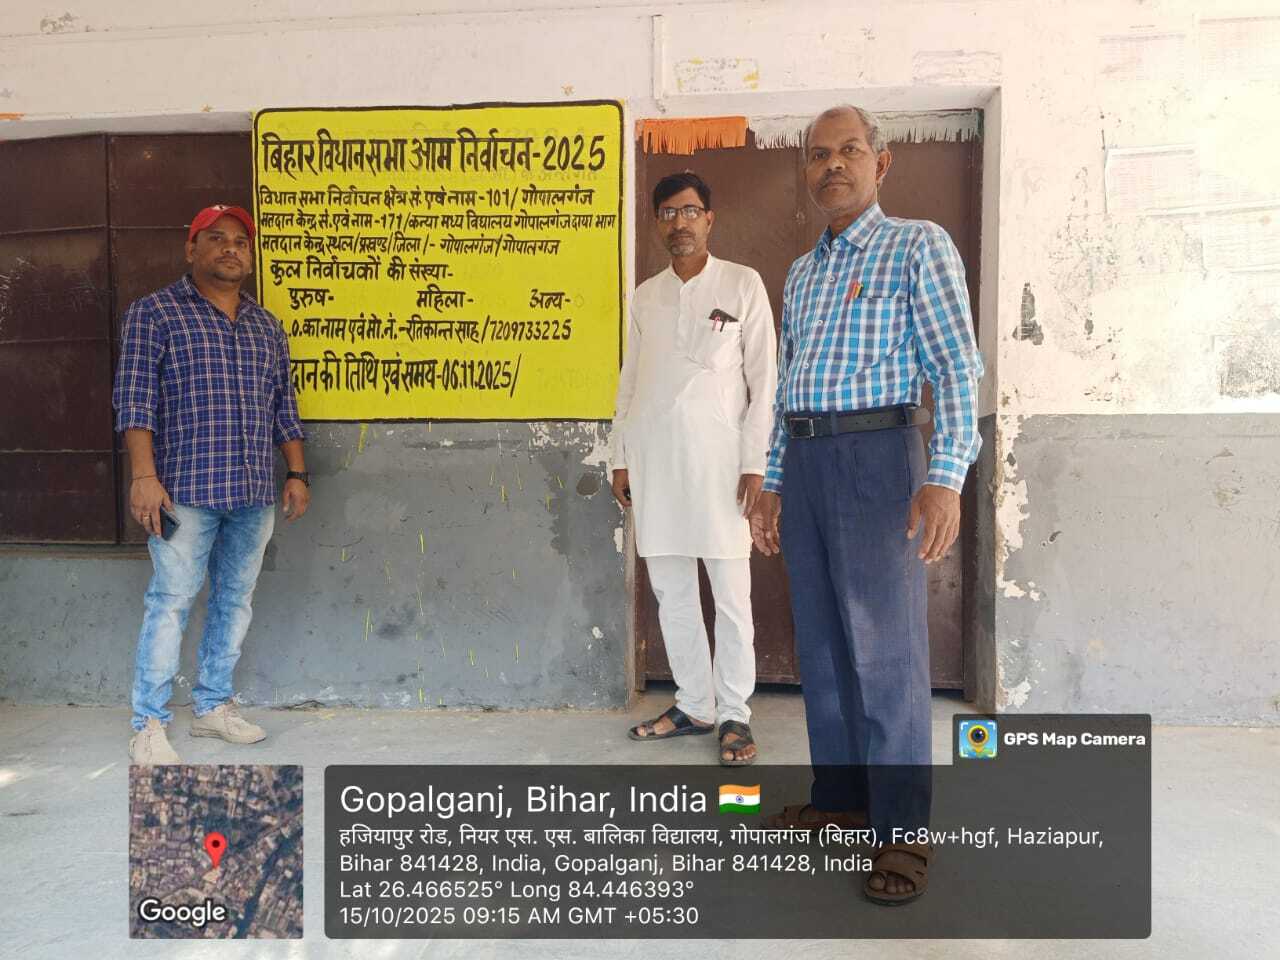 बिहार विधानसभा आम निर्वाचन-2025
विधान सभा निर्वाचन क्षेत्र सं. एवं नाम -101/ गोपालगंज
मतदान केन्द्र सं. एवं नाम -171/कन्या मध्य विद्यालय गोपालगंज दाया भाग
मतदान केन्द्र स्थल/प्रखण्ड/जिला/- गोपालगंज/गोपालगंज
कुल निर्वाचकों की संख्या-
पुरुष- महिला- अन्य-0
.0.का नाम एवं मो.नं.-रतिकान्त साह/7209733225
दान की तिथि एवं समय-06.11.2025/
GPS Map Camera
Gopalganj, Bihar, India
हजियापुर रोड, नियर एस. एस. बालिका विद्यालय, गोपालगंज (बिहार), Fc8w+hgf, Haziapur,
Bihar 841428, India, Gopalganj, Bihar 841428, India
Lat 26.466525° Long 84.446393°
15/10/2025 09:15 AM GMT +05:30
Google